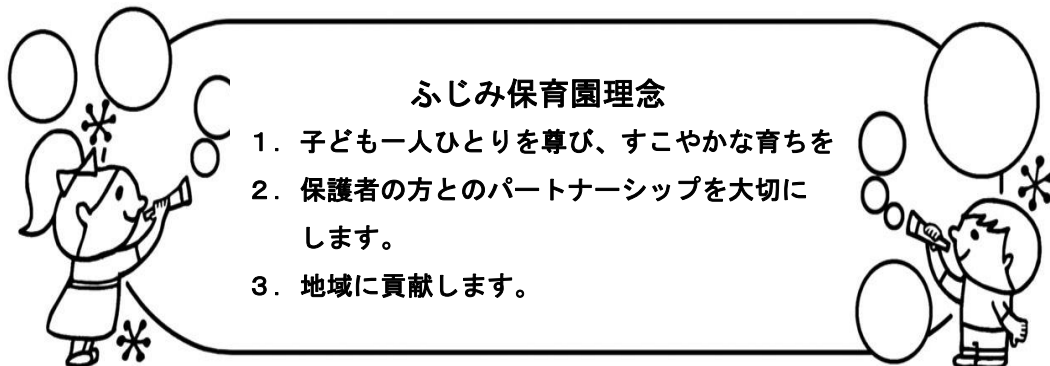 ふじみ保育園理念
1．子ども一人ひとりを尊び、すこやかな育ちを
2．保護者の方とのパートナーシップを大切に
します。
3．地域に貢献します。